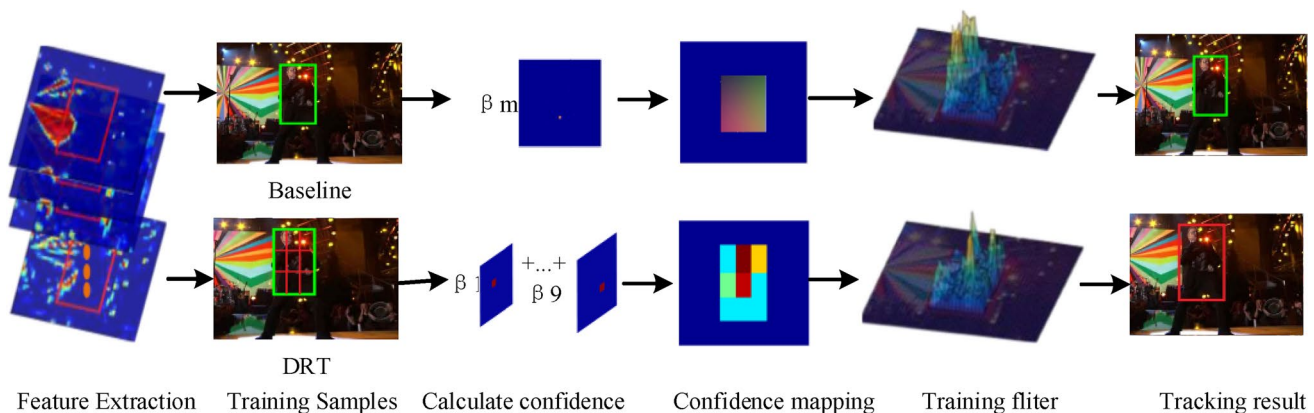 β m
Baseline
β 1
+...+
β 9
DRT
Feature Extraction
Training Samples
Calculate confidence
Confidence mapping
Training fliter
Tracking result